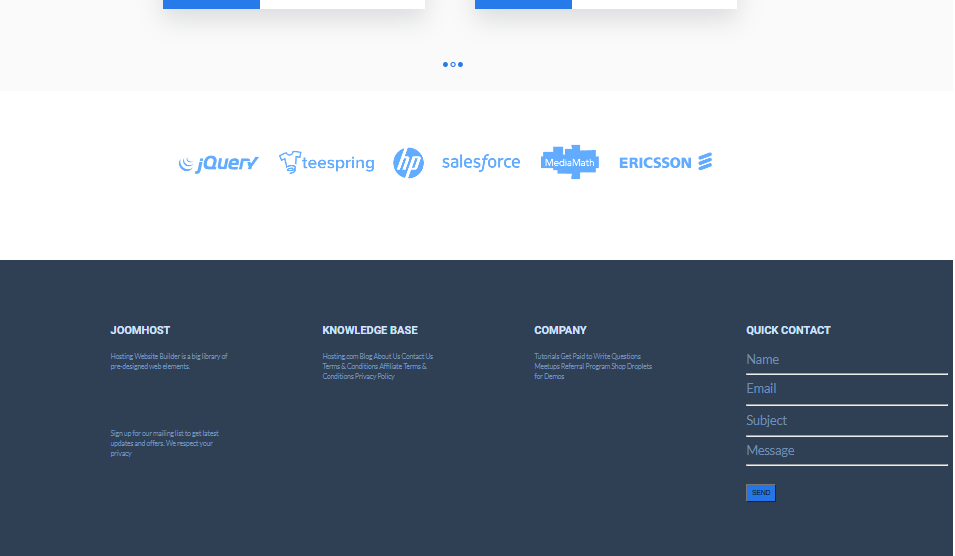 jQuery teespring hp salesforce MediaMath ERICSSON
JOOMHOST
Hosting Website Builder is a big library of
pre-designed web elements.
Sign up for our mailing list to get latest
updates and offers. We respect your
privacy
KNOWLEDGE BASE
Hosting.com Blog About Us Contact Us
Terms & Conditions Affiliate Terms &
Conditions Privacy Policy
COMPANY
Tutorials Get Paid to Write Questions
Meetups Referral Program Shop Droplets
for Demos
QUICK CONTACT
Name
Email
Subject
Message
SEND